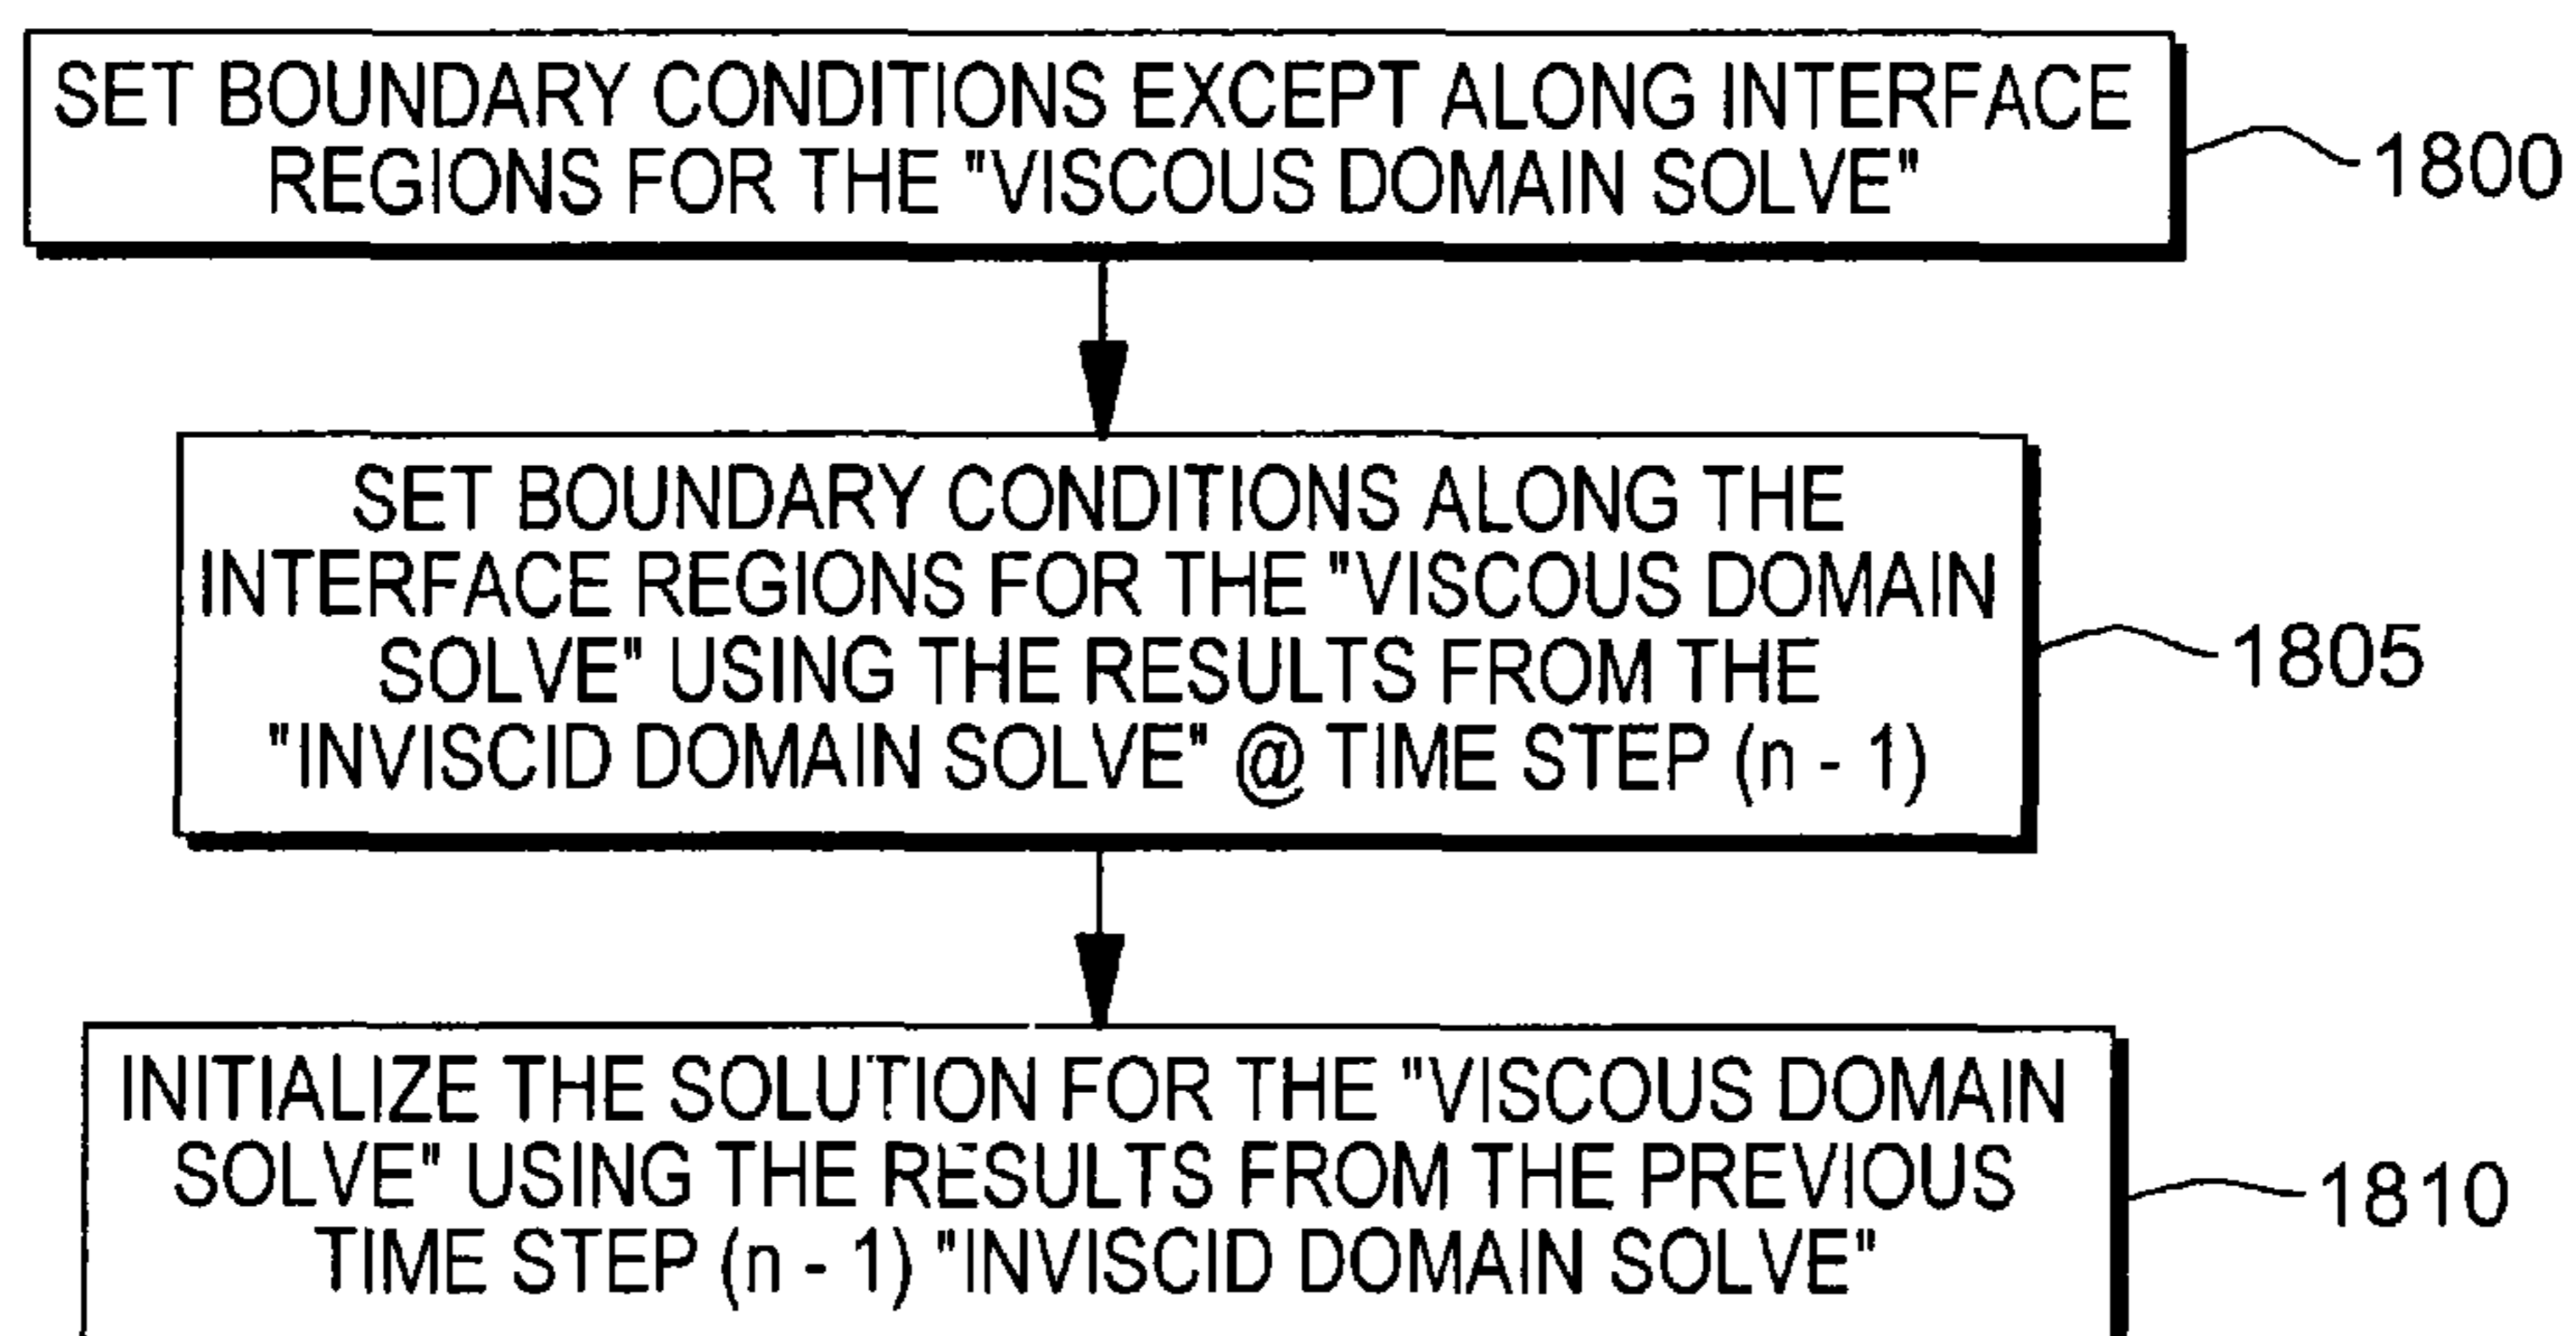 SET BOUNDARY CONDITIONS EXCEPT ALONG INTERFACE
REGIONS FOR THE "VISCOUS DOMAIN SOLVE"
1800
SET BOUNDARY CONDITIONS ALONG THE
INTERFACE REGIONS FOR THE "VISCOUS DOMAIN
SOLVE" USING THE RESULTS FROM THE
"INVISCID DOMAIN SOLVE" @ TIME STEP (n - 1)
1805
INITIALIZE THE SOLUTION FOR THE "VISCOUS DOMAIN
SOLVE" USING THE RESULTS FROM THE PREVIOUS
TIME STEP (n - 1) "INVISCID DOMAIN SOLVE"
1810